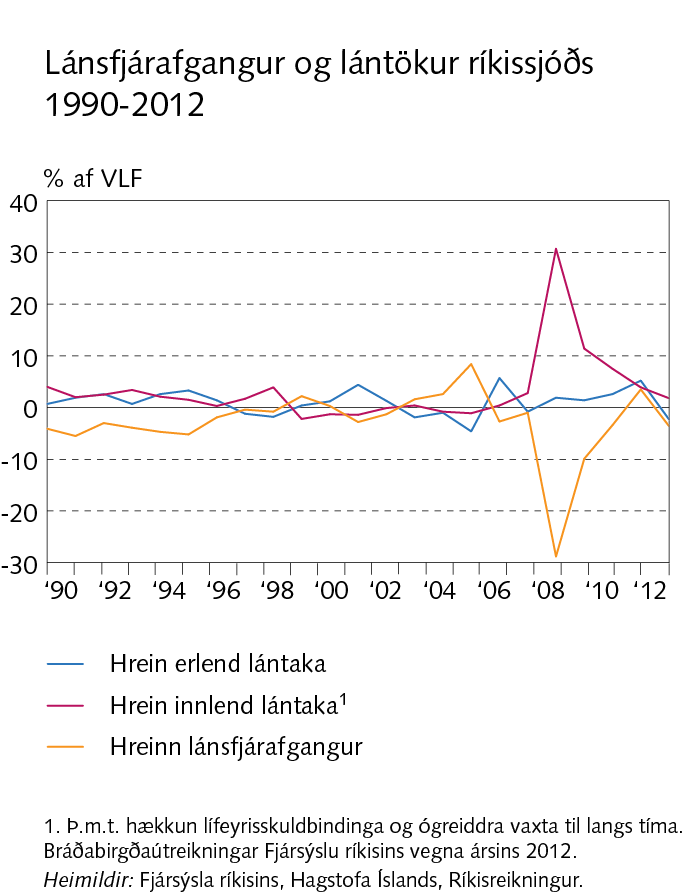 Lánsfjárafgangur og lántökur ríkissjóðs
1990-2012
% af VLF
40
30
20
10
0
-10
-20
-30
‘90 ‘92 ‘94 ‘96 ‘98 ‘00 ‘02 ‘04 ‘06 ‘08 ‘10 ‘12
Hrein erlend lántaka
Hrein innlend lántaka¹
Hreinn lánsfjárafgangur
1. Þ.m.t. hækkun lífeyrisskuldbindinga og ógreiddra vaxta til langs tíma.
Bráðabirgðaútreikningar Fjársýslu ríkisins vegna ársins 2012.
Heimildir: Fjársýsla ríkisins, Hagstofa Íslands, Ríkisreikningur.